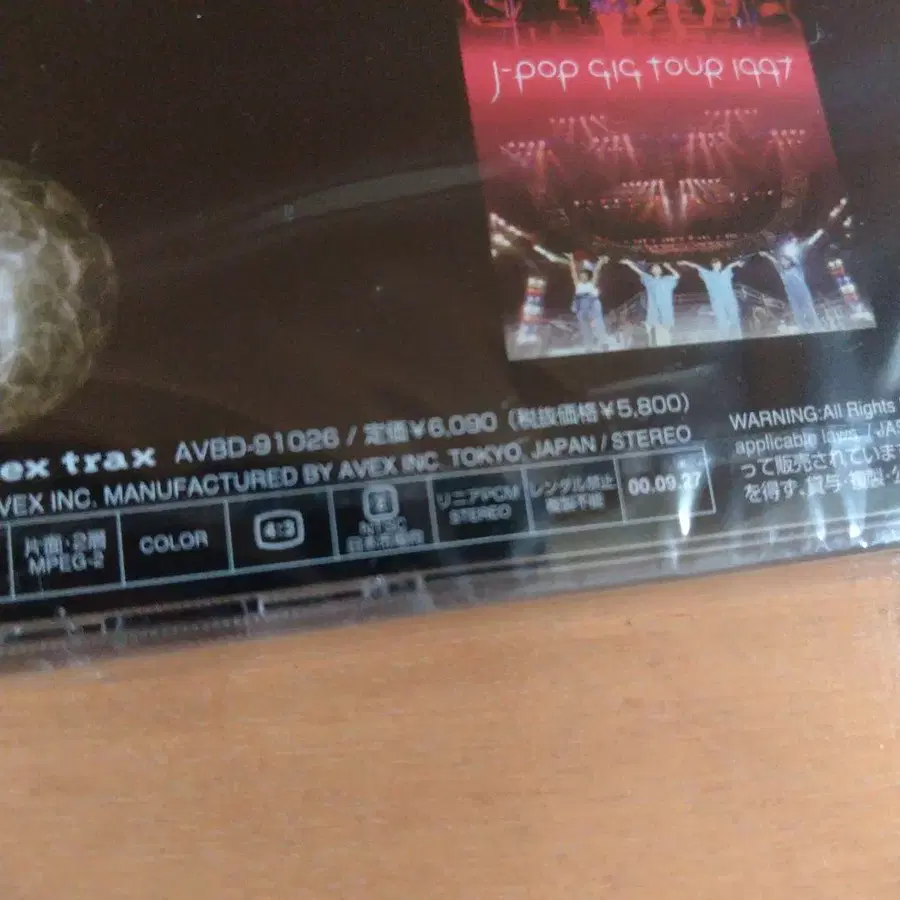 J-POP GIG TOUR 1997
ex trax AVBD-91026 / 定価¥6,090 (税抜価格¥5,800)
VEX INC. MANUFACTURED BY AVEX INC. TOKYO, JAPAN / STEREO
片面:2層
MPEG-2
COLOR
4:3
2
NTSC
日本市場向
リニアPCM
STEREO
レンタル禁止
複製不能
00.09.27
WARNING:All Rights
applicable laws. / JAS
って販売されています
を得ず、貸与・複製・公